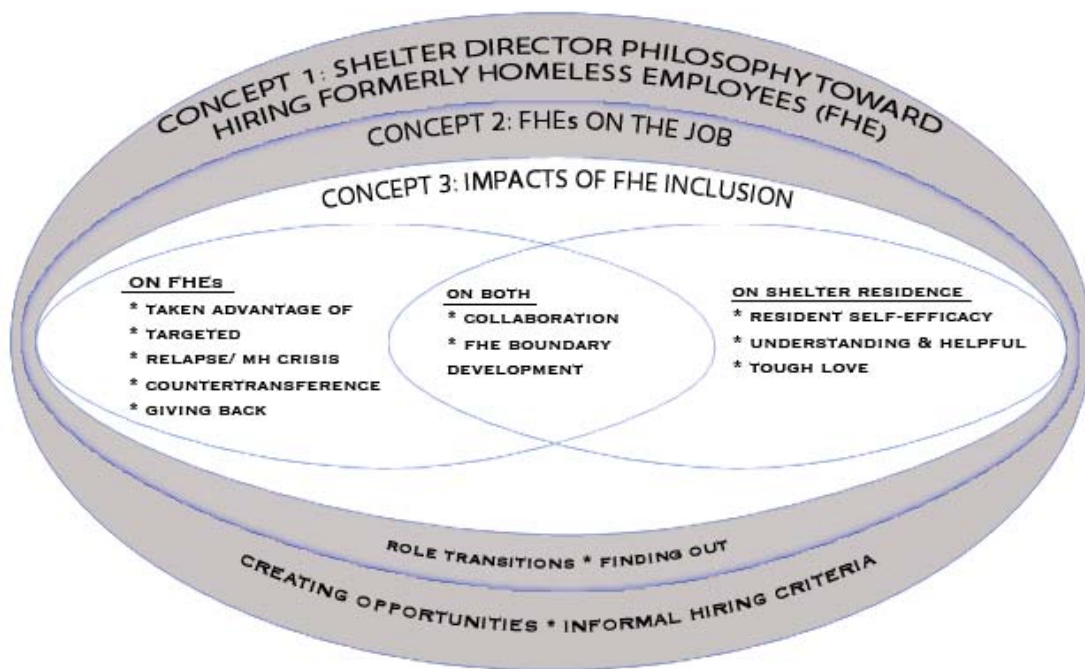 CONCEPT 1: SHELTER DIRECTOR PHILOSOPHY TOWARD
HIRING FORMERLY HOMELESS EMPLOYEES (FHE)
CONCEPT 2: FHEs ON THE JOB
CONCEPT 3: IMPACTS OF FHE INCLUSION
ON FHEs
* TAKEN ADVANTAGE OF
* TARGETED
* RELAPSE/ MH CRISIS
* COUNTERTRANSFERENCE
* GIVING BACK
ON BOTH
* COLLABORATION
* FHE BOUNDARY
DEVELOPMENT
ON SHELTER RESIDENCE
* RESIDENT SELF-EFFICACY
* UNDERSTANDING & HELPFUL
* TOUGH LOVE
ROLE TRANSITIONS * FINDING OUT
CREATING OPPORTUNITIES * INFORMAL HIRING CRITERIA